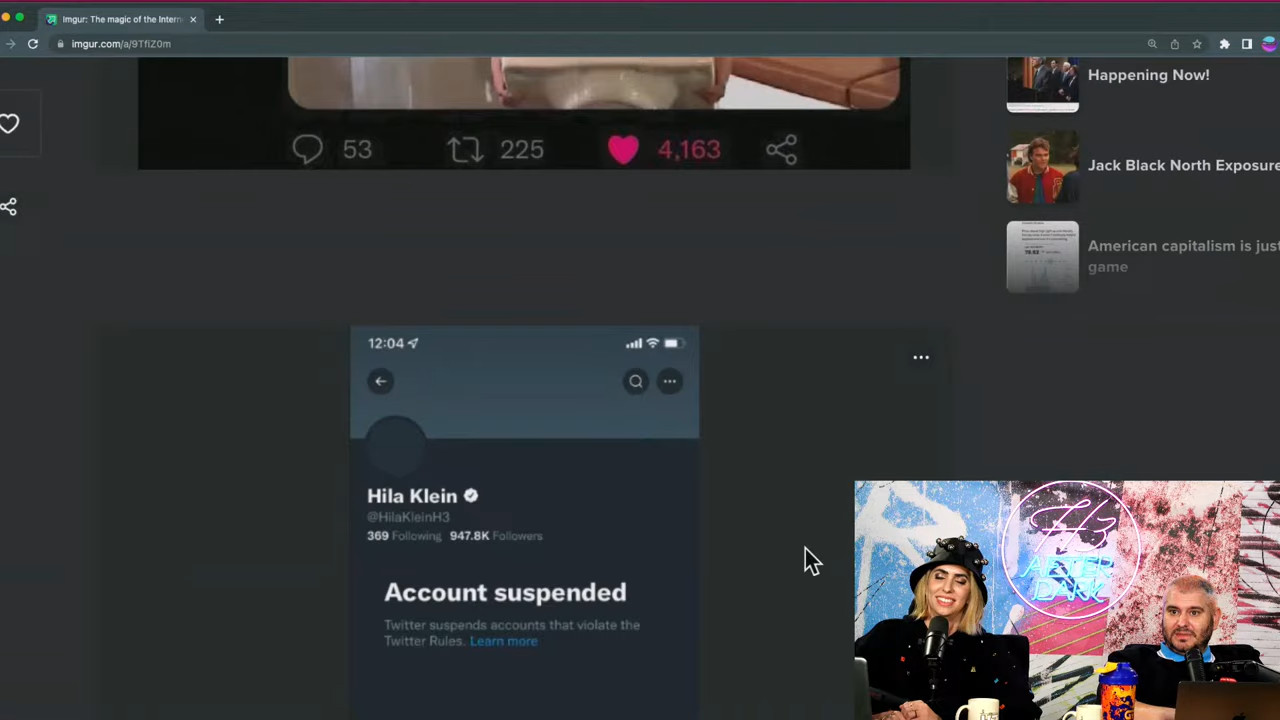 Imgur: The magic of the Intern
imgur.com/a/9TfiZ0m
Happening Now!
53
225
4,163
Jack Black North Exposure
American capitalism is just
game
12:04
Hila Klein
@HilaKleinH3
369 Following 947.8K Followers
Account suspended
Twitter suspends accounts that violate the
Twitter Rules. Learn more
H3
AFTER
DARK